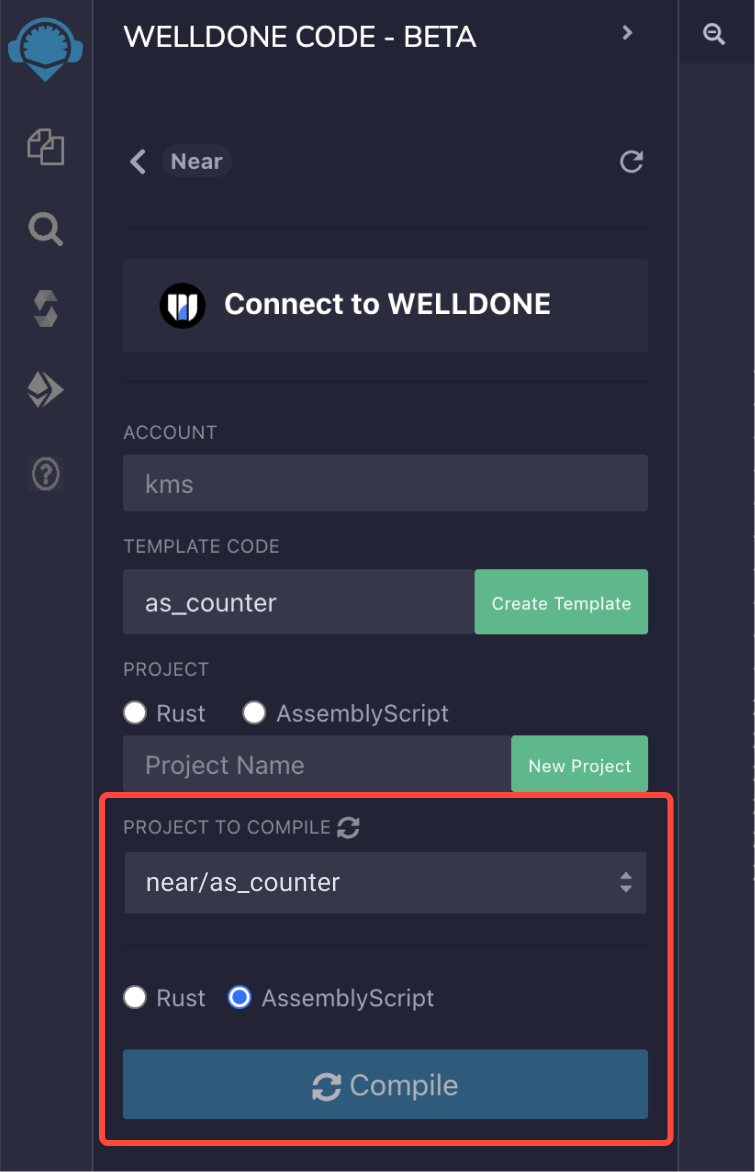 WELLDONE CODE - BETA
Near
Connect to WELLDONE
ACCOUNT
kms
TEMPLATE CODE
as_counter
Create Template
PROJECT
Rust AssemblyScript
Project Name
New Project
PROJECT TO COMPILE
near/as_counter
Rust AssemblyScript
Compile